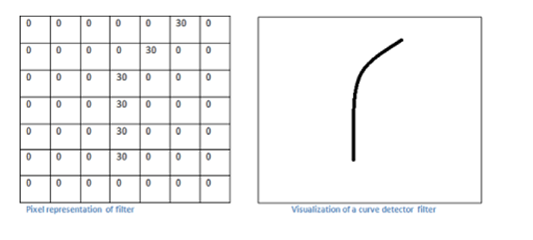 0 0 0 0 0 30 0
0 0 0 0 30 0 0
0 0 0 30 0 0 0
0 0 0 30 0 0 0
0 0 0 30 0 0 0
0 0 0 30 0 0 0
0 0 0 0 0 0 0
Pixel representation of filter
Visualization of a curve detector filter